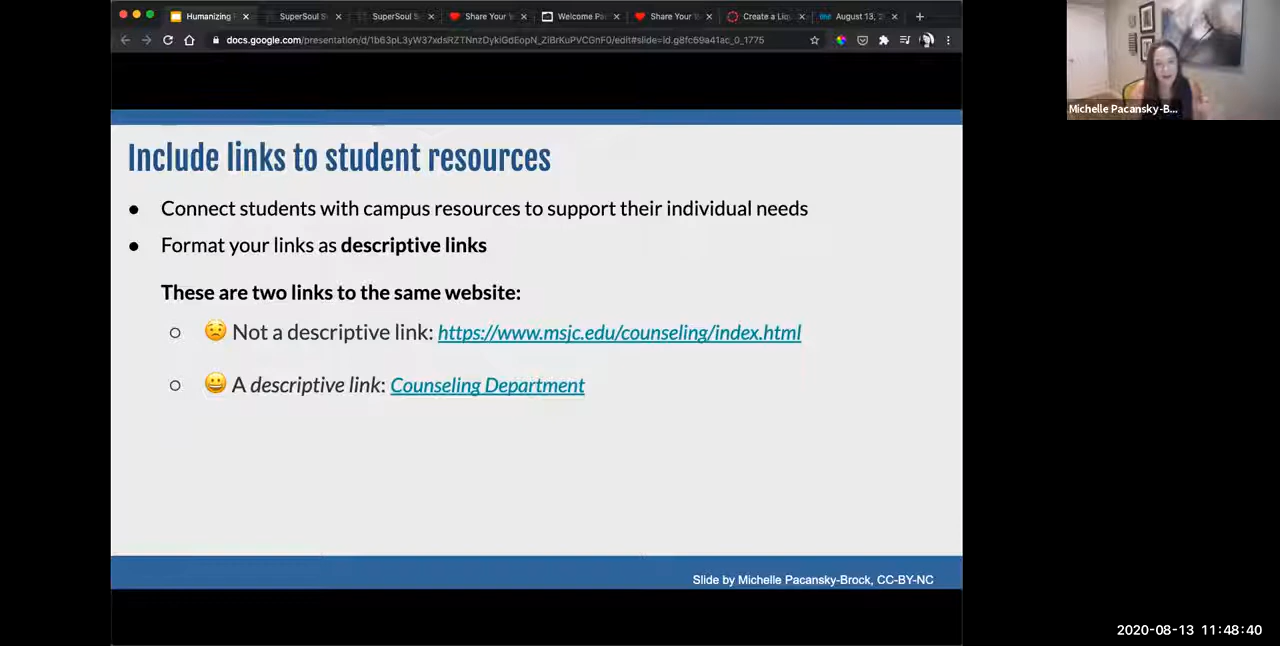 Humanizing
SuperSoul S
SuperSoul S
Share Your
Welcome Pa
Share Your
Create a Liq
August 13, 2
docs.google.com/presentation/d/1b63pL3yW37xdsRZTNnzDykiGdEopN_ZiBrKuPVCGnF0/edit#slide=id.g8fc69a41ac_0_1775
Michelle Pacansky-B...
Include links to student resources
● Connect students with campus resources to support their individual needs
● Format your links as descriptive links
These are two links to the same website:
○ 😟 Not a descriptive link: https://www.msjc.edu/counseling/index.html
○ 😀 A descriptive link: Counseling Department
Slide by Michelle Pacansky-Brock, CC-BY-NC
2020-08-13 11:48:40